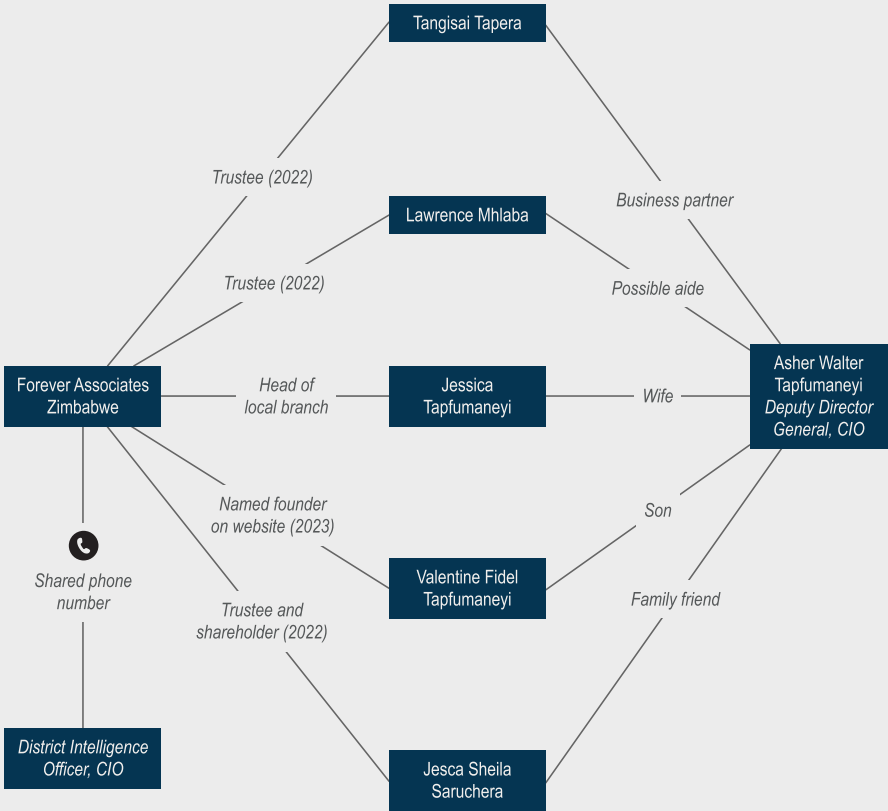 Tangisai Tapera
Trustee (2022)
Business partner
Lawrence Mhlaba
Trustee (2022)
Possible aide
Forever Associates
Zimbabwe
Head of
local branch
Jessica
Tapfumaneyi
Wife
Asher Walter
Tapfumaneyi
Deputy Director
General, CIO
Named founder
on website (2023)
Son
Valentine Fidel
Tapfumaneyi
Shared phone
number
Trustee and
shareholder (2022)
Family friend
District Intelligence
Officer, CIO
Jesca Sheila
Saruchera